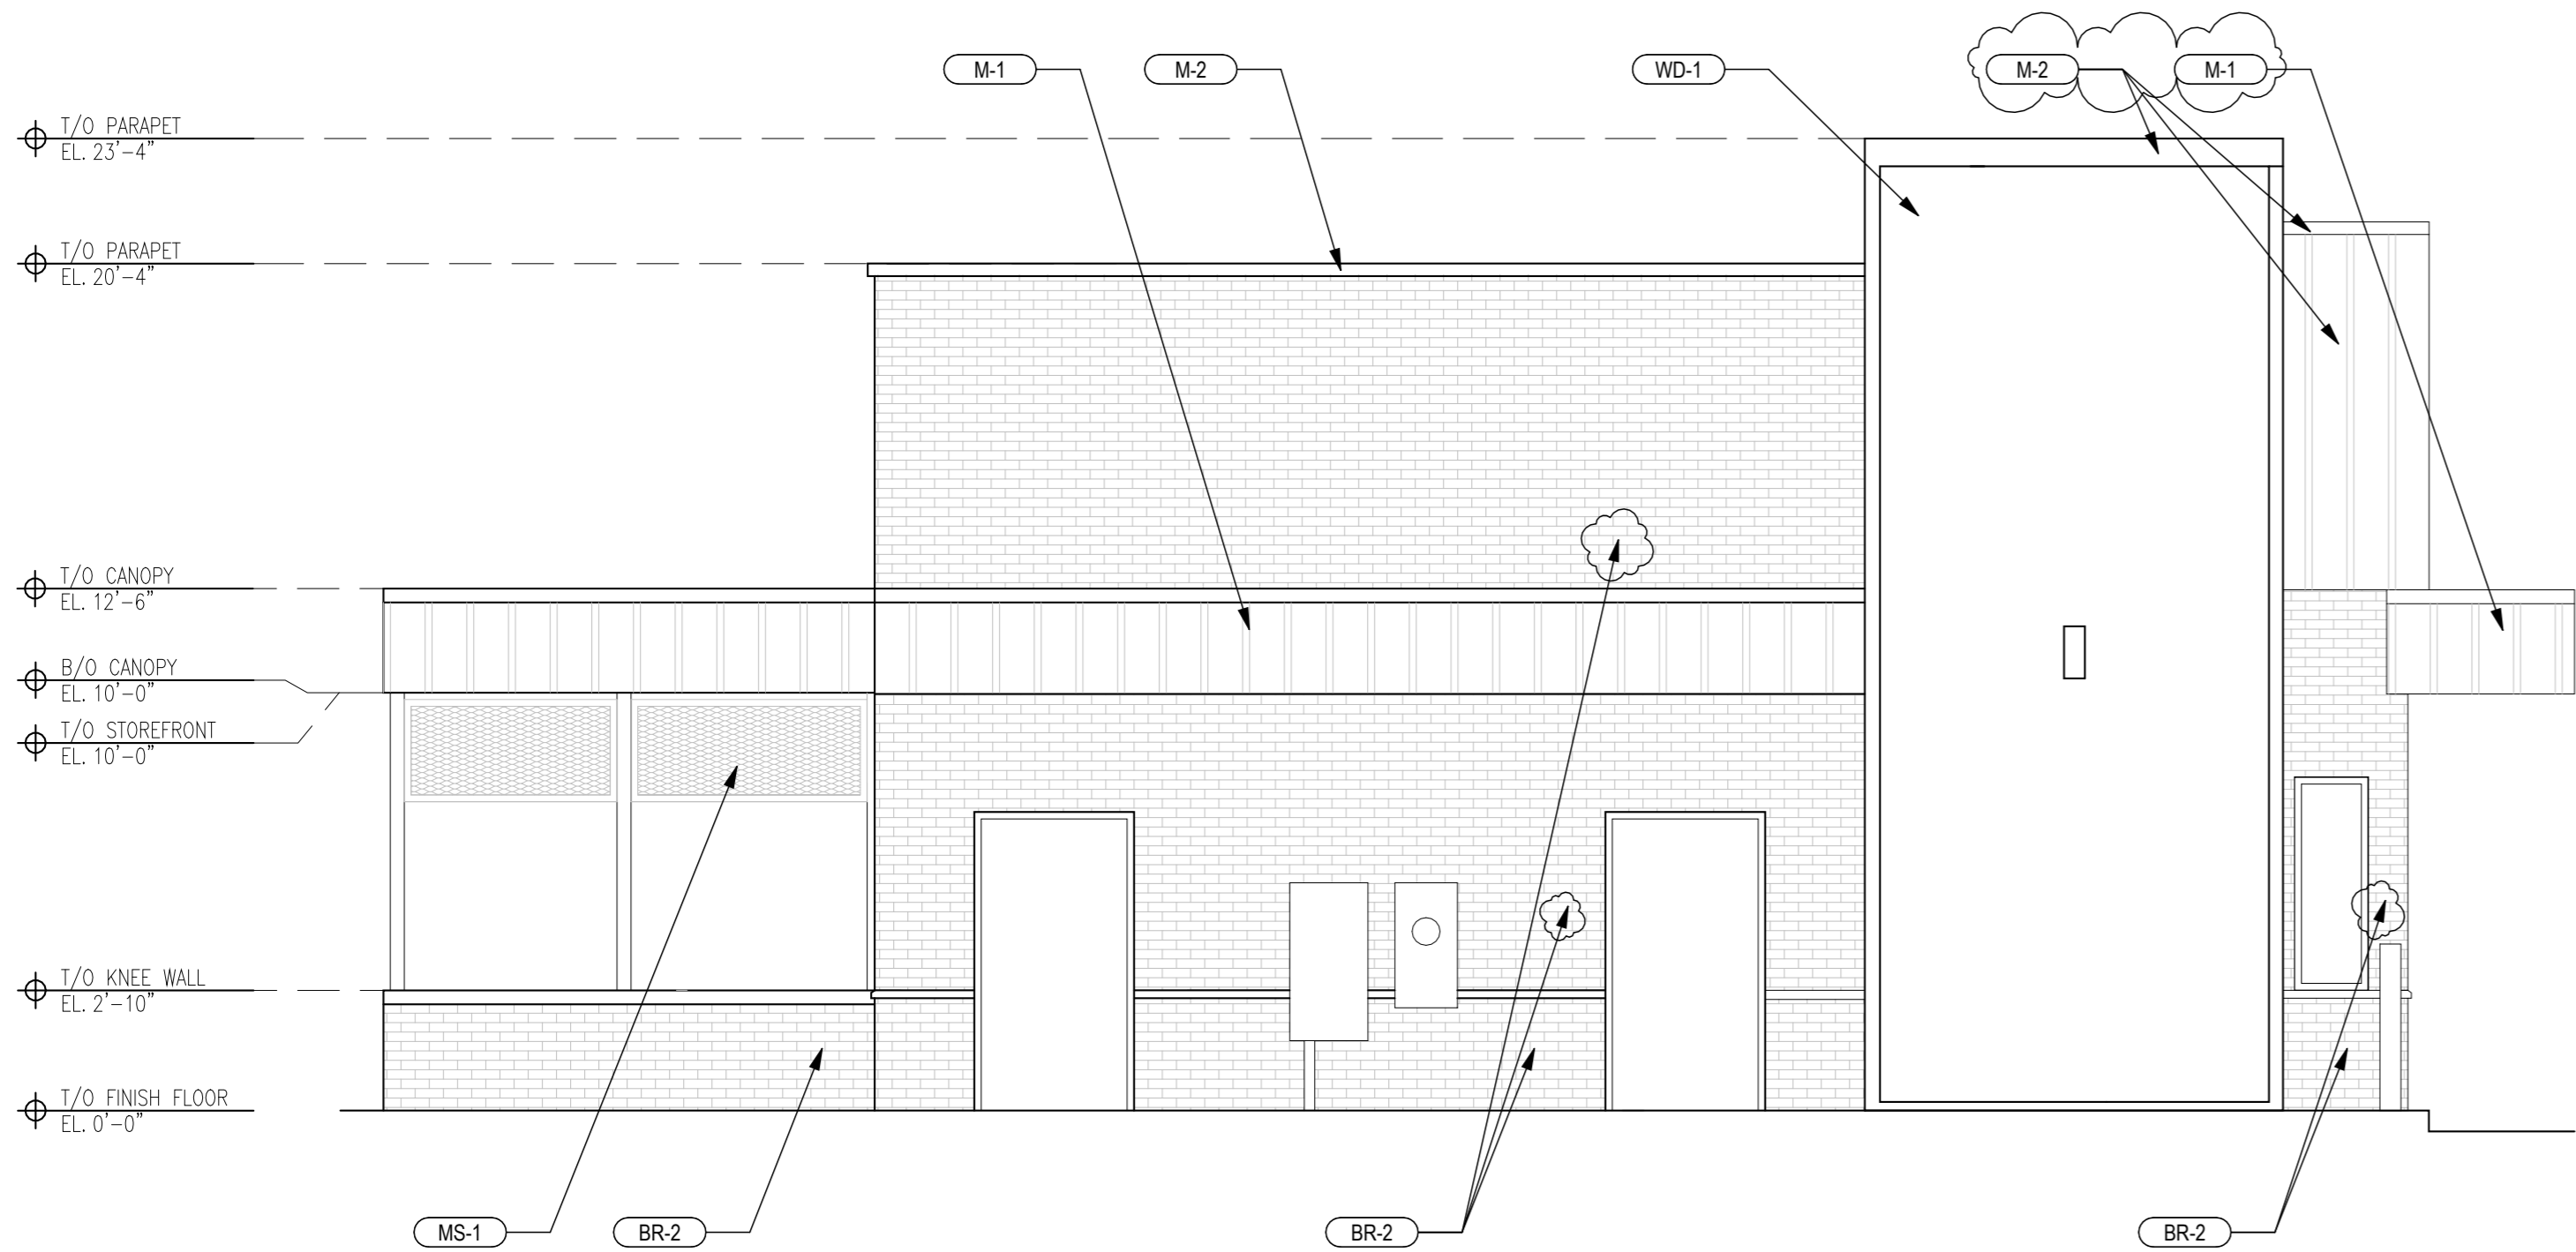 M-1
M-2
WD-1
M-2
M-1
T/O PARAPET
EL. 23'-4"
T/O PARAPET
EL. 20'-4"
T/O CANOPY
EL. 12'-6"
B/O CANOPY
EL. 10'-0"
T/O STOREFRONT
EL. 10'-0"
T/O KNEE WALL
EL. 2'-10"
T/O FINISH FLOOR
EL. 0'-0"
MS-1
BR-2
BR-2
BR-2